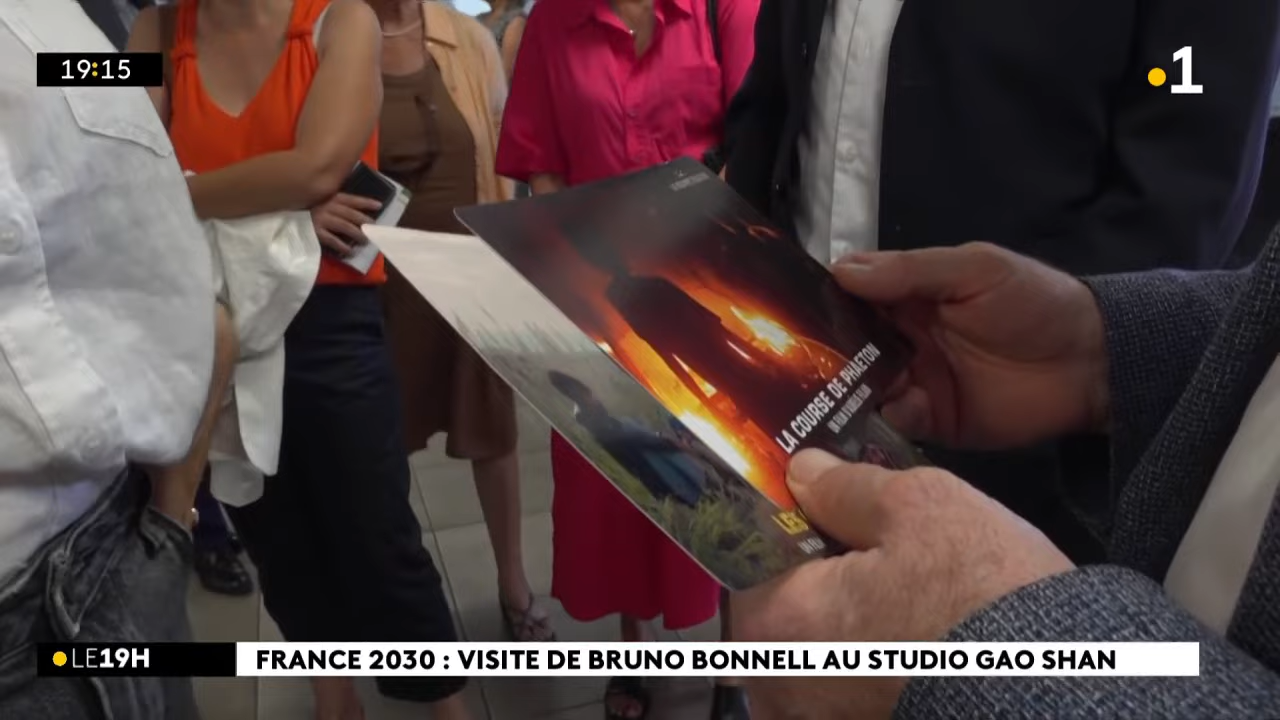 19:15
1
LA COURSE DE PHAETON
LE19H
FRANCE 2030 : VISITE DE BRUNO BONNELL AU STUDIO GAO SHAN